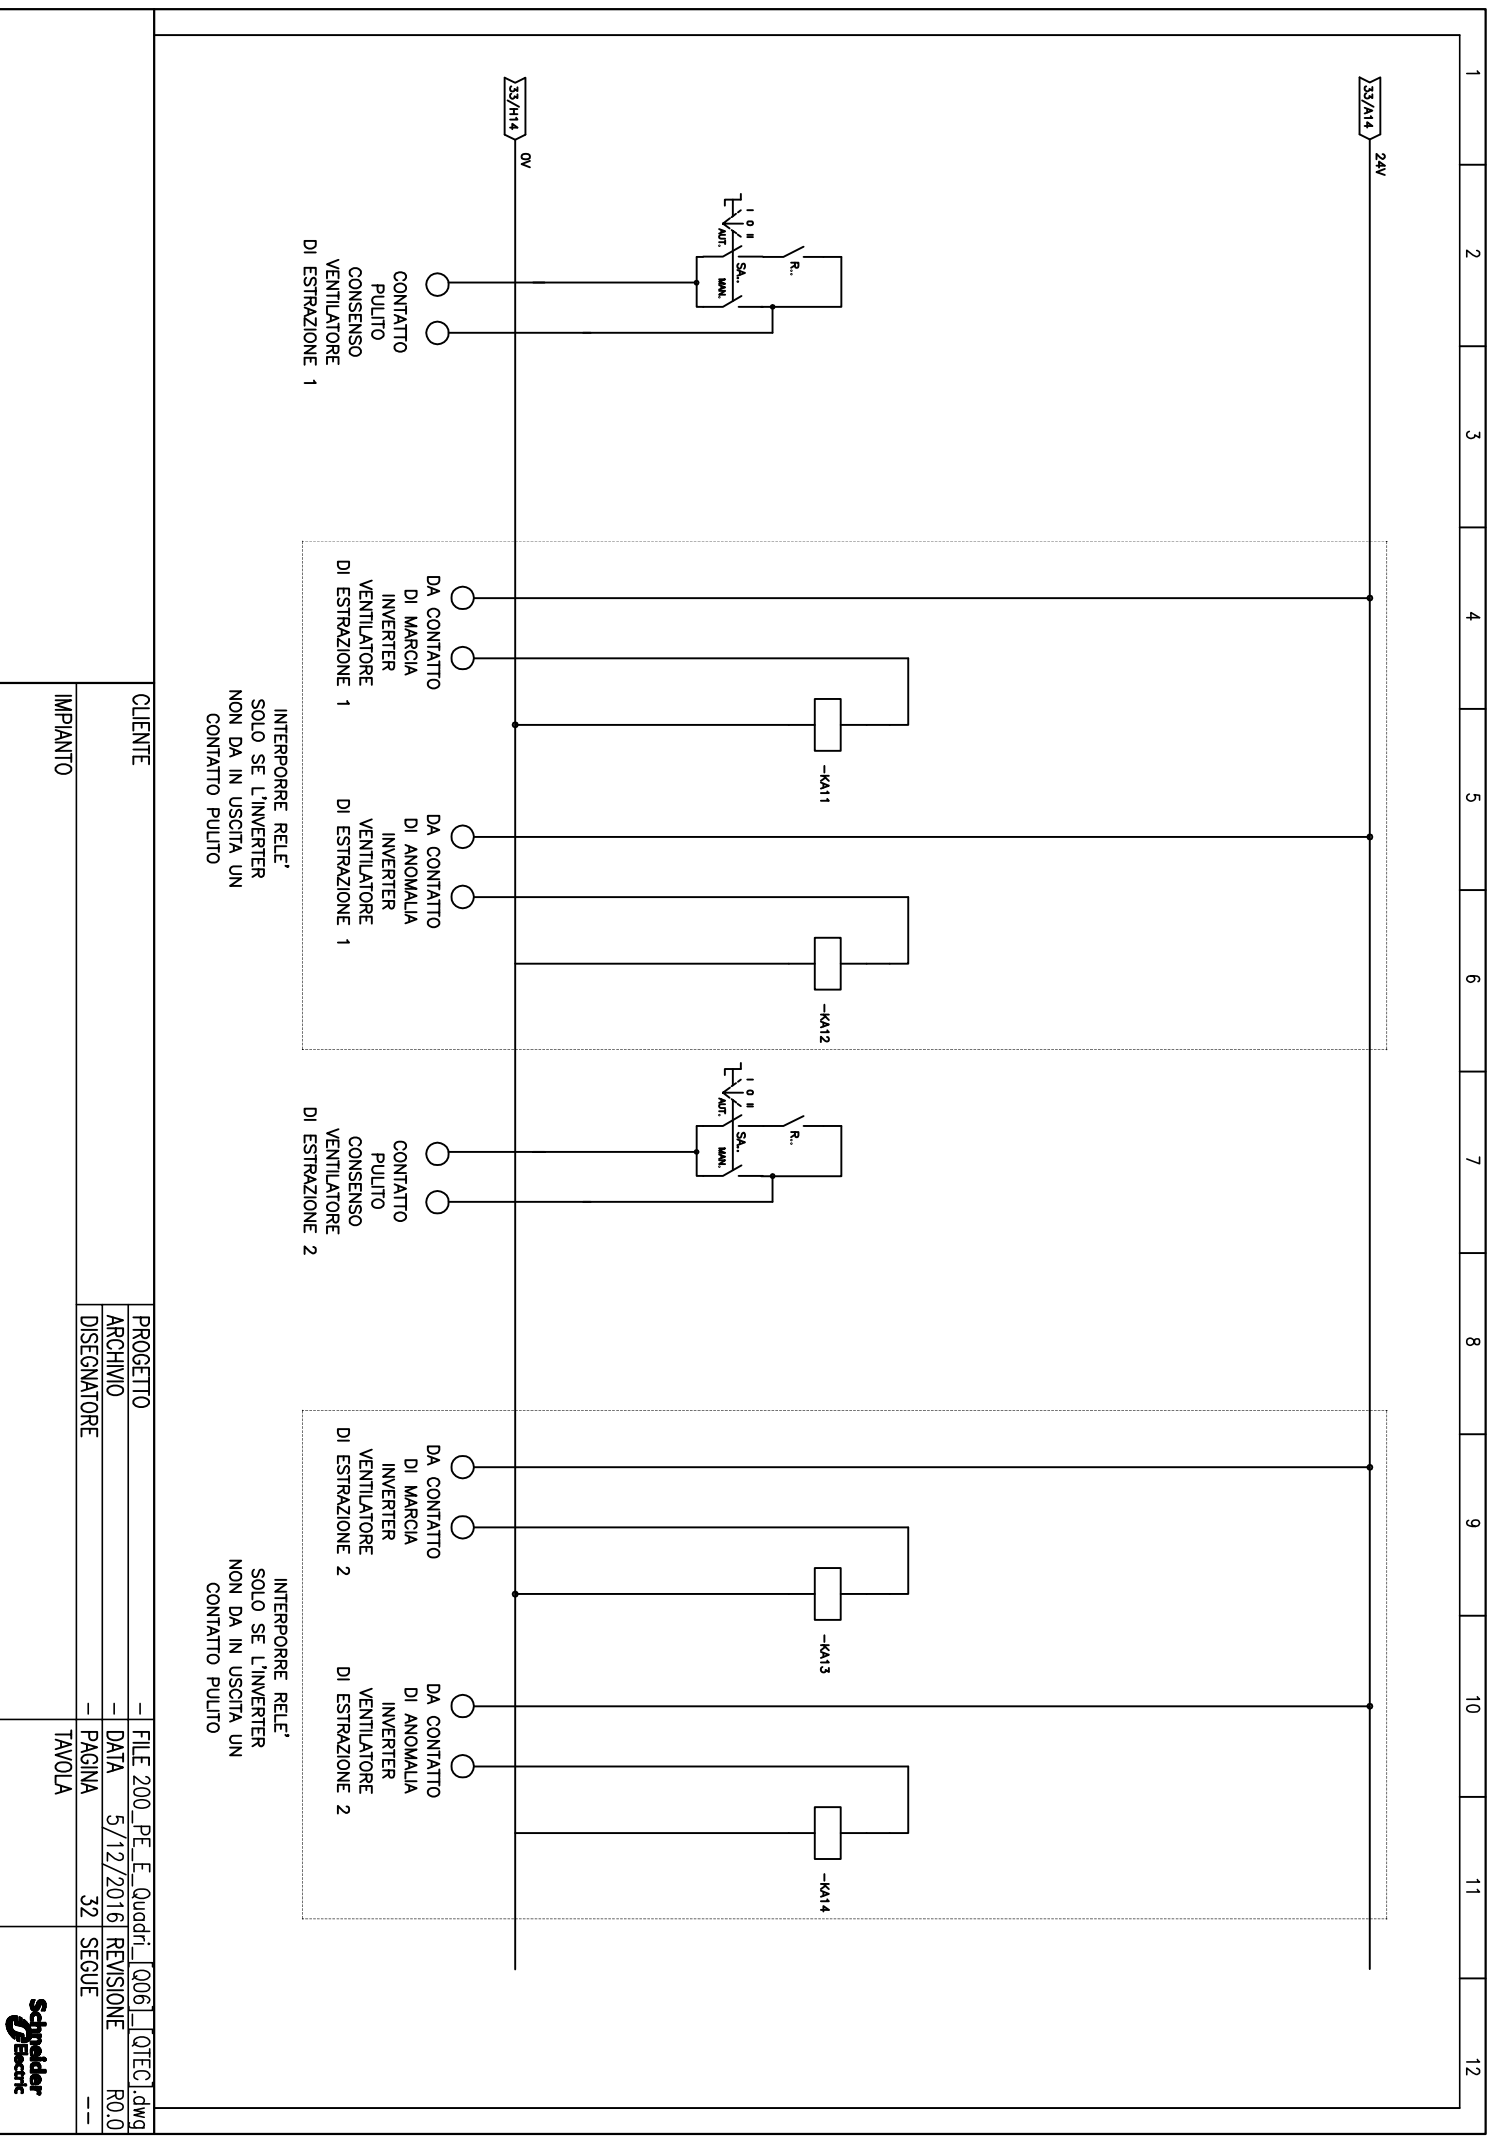 1
2
3
4
5
6
7
8
9
10
11
12
33/A14
24V
33/H14
0V
I 0 II
AUT.
SA..
MAN.
R..
CONTATTO
PULITO
CONSENSO
VENTILATORE
DI ESTRAZIONE 1
DA CONTATTO
DI MARCIA
INVERTER
VENTILATORE
DI ESTRAZIONE 1
-KA11
DA CONTATTO
DI ANOMALIA
INVERTER
VENTILATORE
DI ESTRAZIONE 1
-KA12
INTERPORRE RELE'
SOLO SE L'INVERTER
NON DA IN USCITA UN
CONTATTO PULITO
I 0 II
AUT.
SA..
MAN.
R..
CONTATTO
PULITO
CONSENSO
VENTILATORE
DI ESTRAZIONE 2
DA CONTATTO
DI MARCIA
INVERTER
VENTILATORE
DI ESTRAZIONE 2
-KA13
DA CONTATTO
DI ANOMALIA
INVERTER
VENTILATORE
DI ESTRAZIONE 2
-KA14
INTERPORRE RELE'
SOLO SE L'INVERTER
NON DA IN USCITA UN
CONTATTO PULITO
CLIENTE
IMPIANTO
PROGETTO -
ARCHIVIO -
DISEGNATORE -
FILE 200_PE_E_Quadri_[Q06]_[QTEC].dwg
DATA 5/12/2016 REVISIONE R0.0
PAGINA 32 SEGUE --
TAVOLA
Schneider
Electric